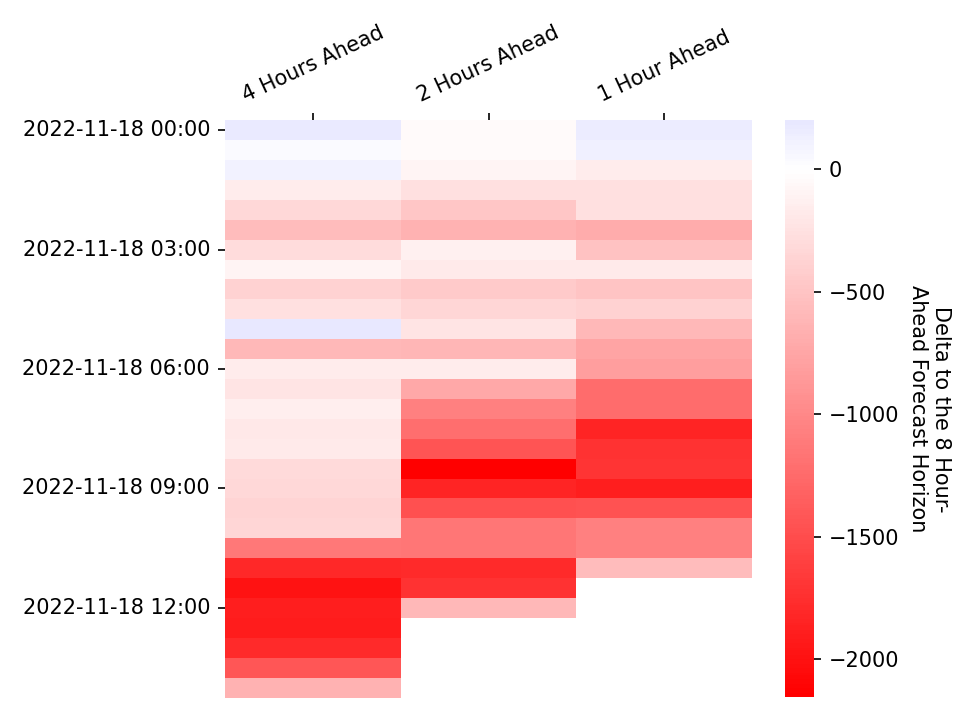 4 Hours Ahead
2 Hours Ahead
1 Hour Ahead
2022-11-18 00:00
2022-11-18 03:00
2022-11-18 06:00
2022-11-18 09:00
2022-11-18 12:00
0
−500
−1000
−1500
−2000
Delta to the 8 Hour-
Ahead Forecast Horizon